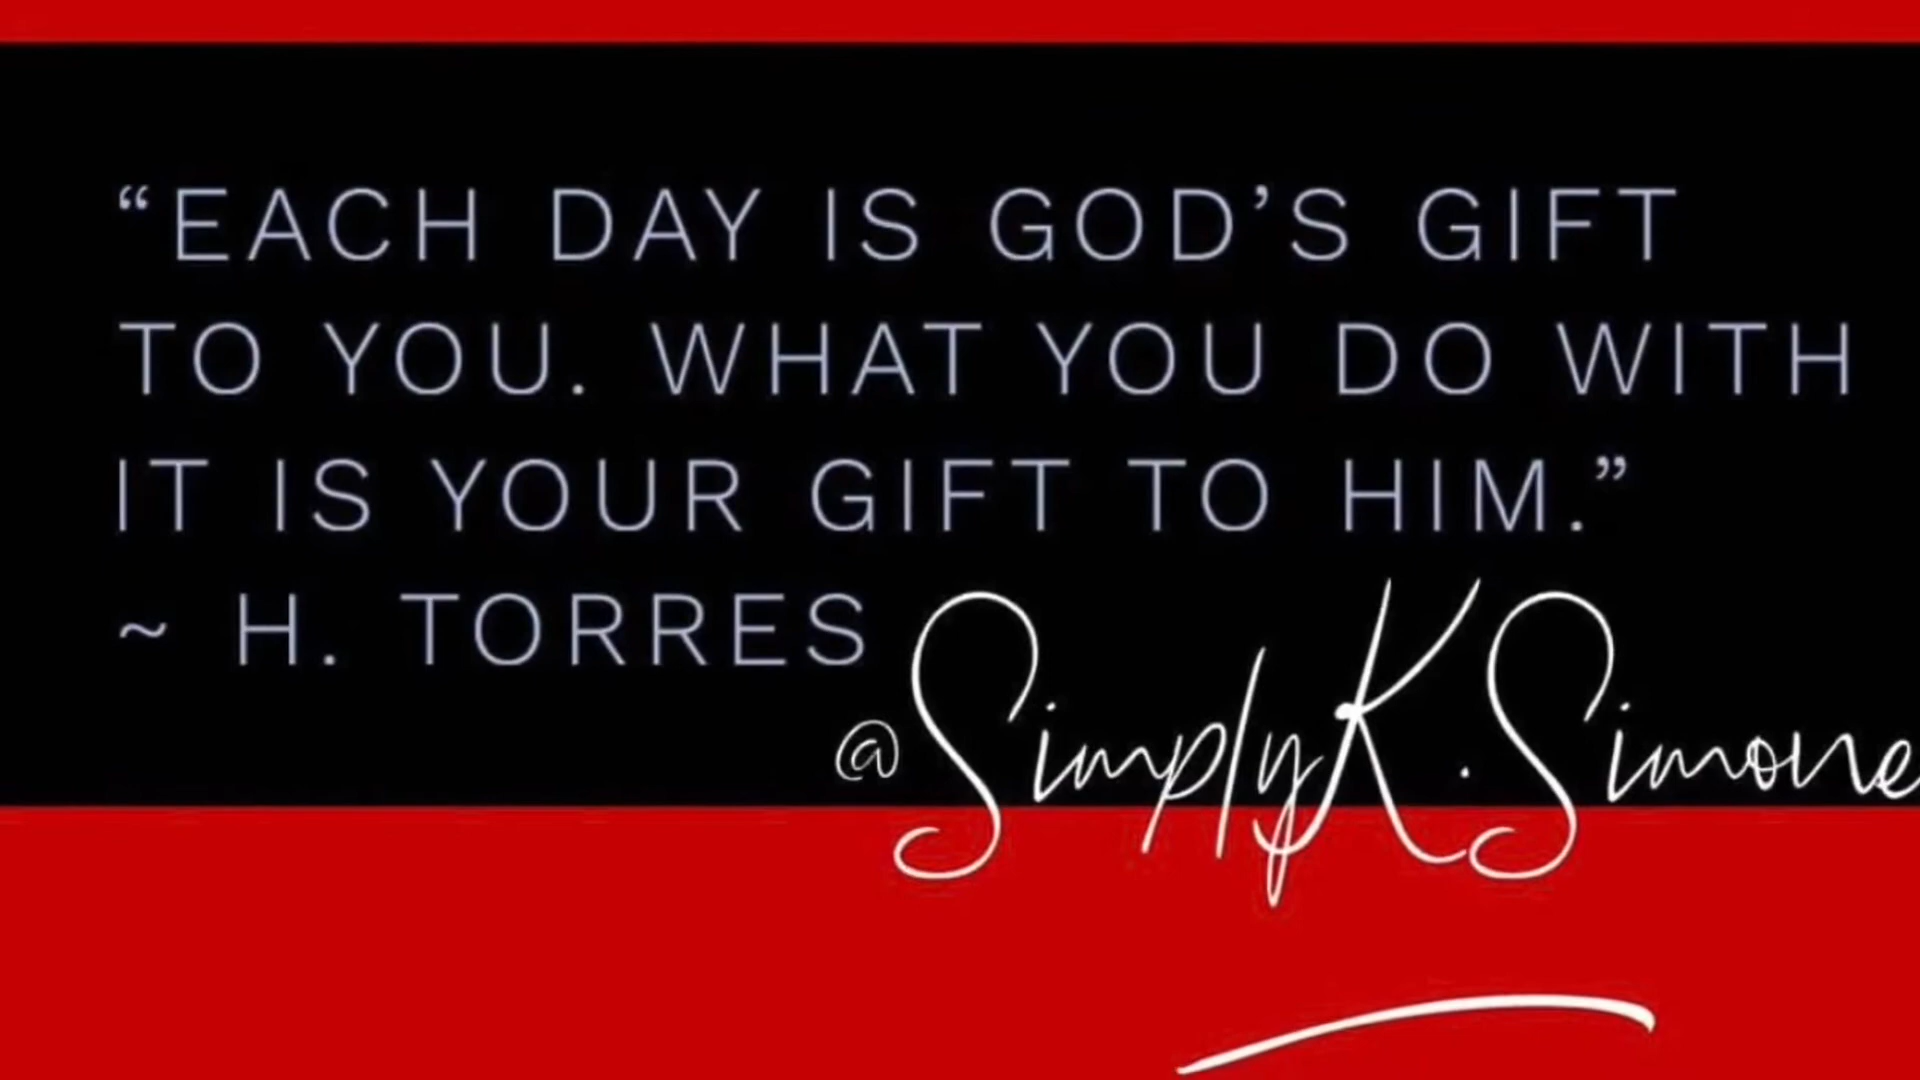 “EACH DAY IS GOD’S GIFT
TO YOU. WHAT YOU DO WITH
IT IS YOUR GIFT TO HIM.”
~ H. TORRES
@SimplyK.Simone